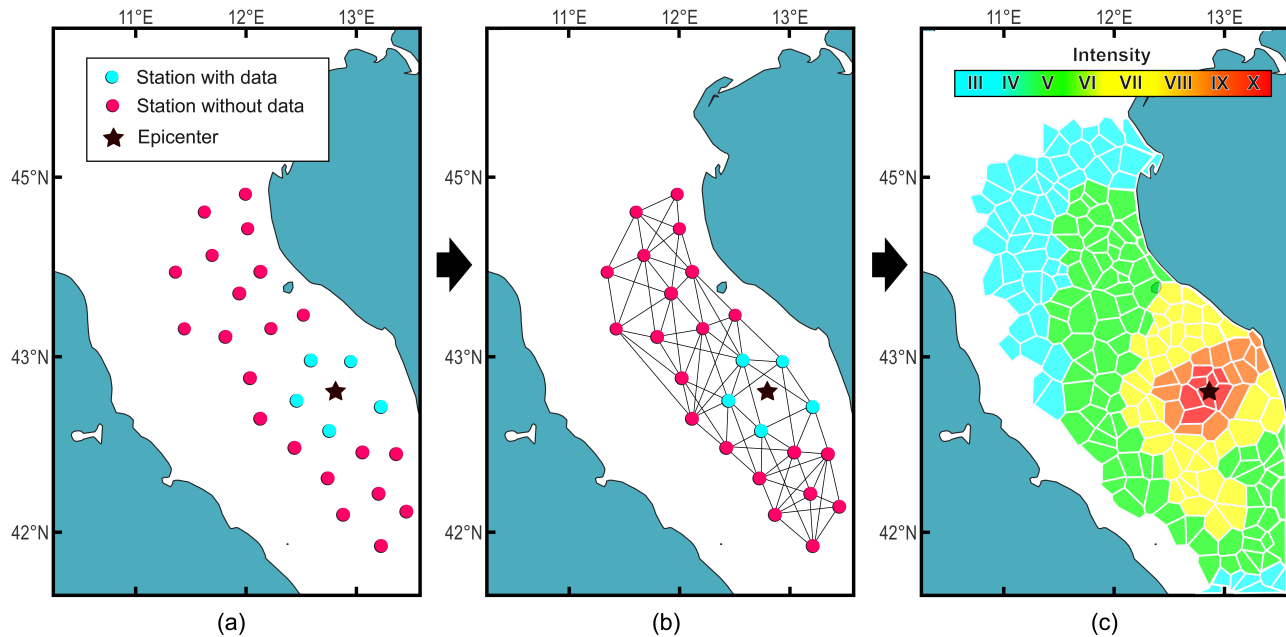 11°E 12°E 13°E
11°E 12°E 13°E
11°E 12°E 13°E
Station with data
Station without data
Epicenter
Intensity
III IV V VI VII VIII IX X
45°N
45°N
45°N
43°N
43°N
43°N
42°N
42°N
42°N
(a)
(b)
(c)